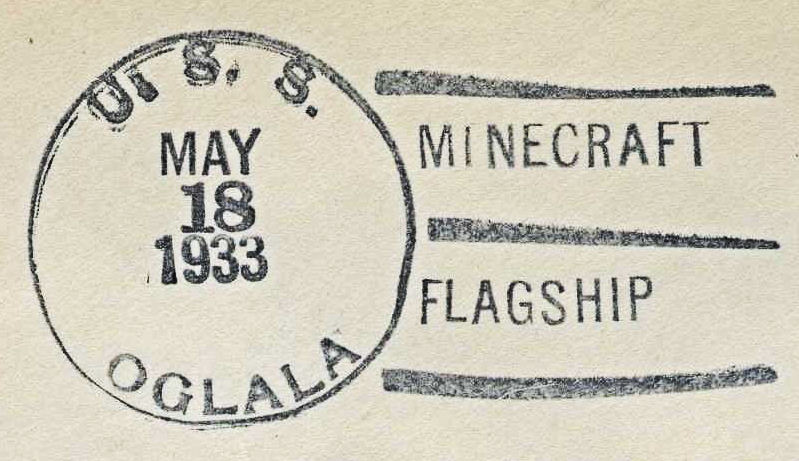 U. S. S.
MAY
18
1933
OGLALA
MINECRAFT
FLAGSHIP